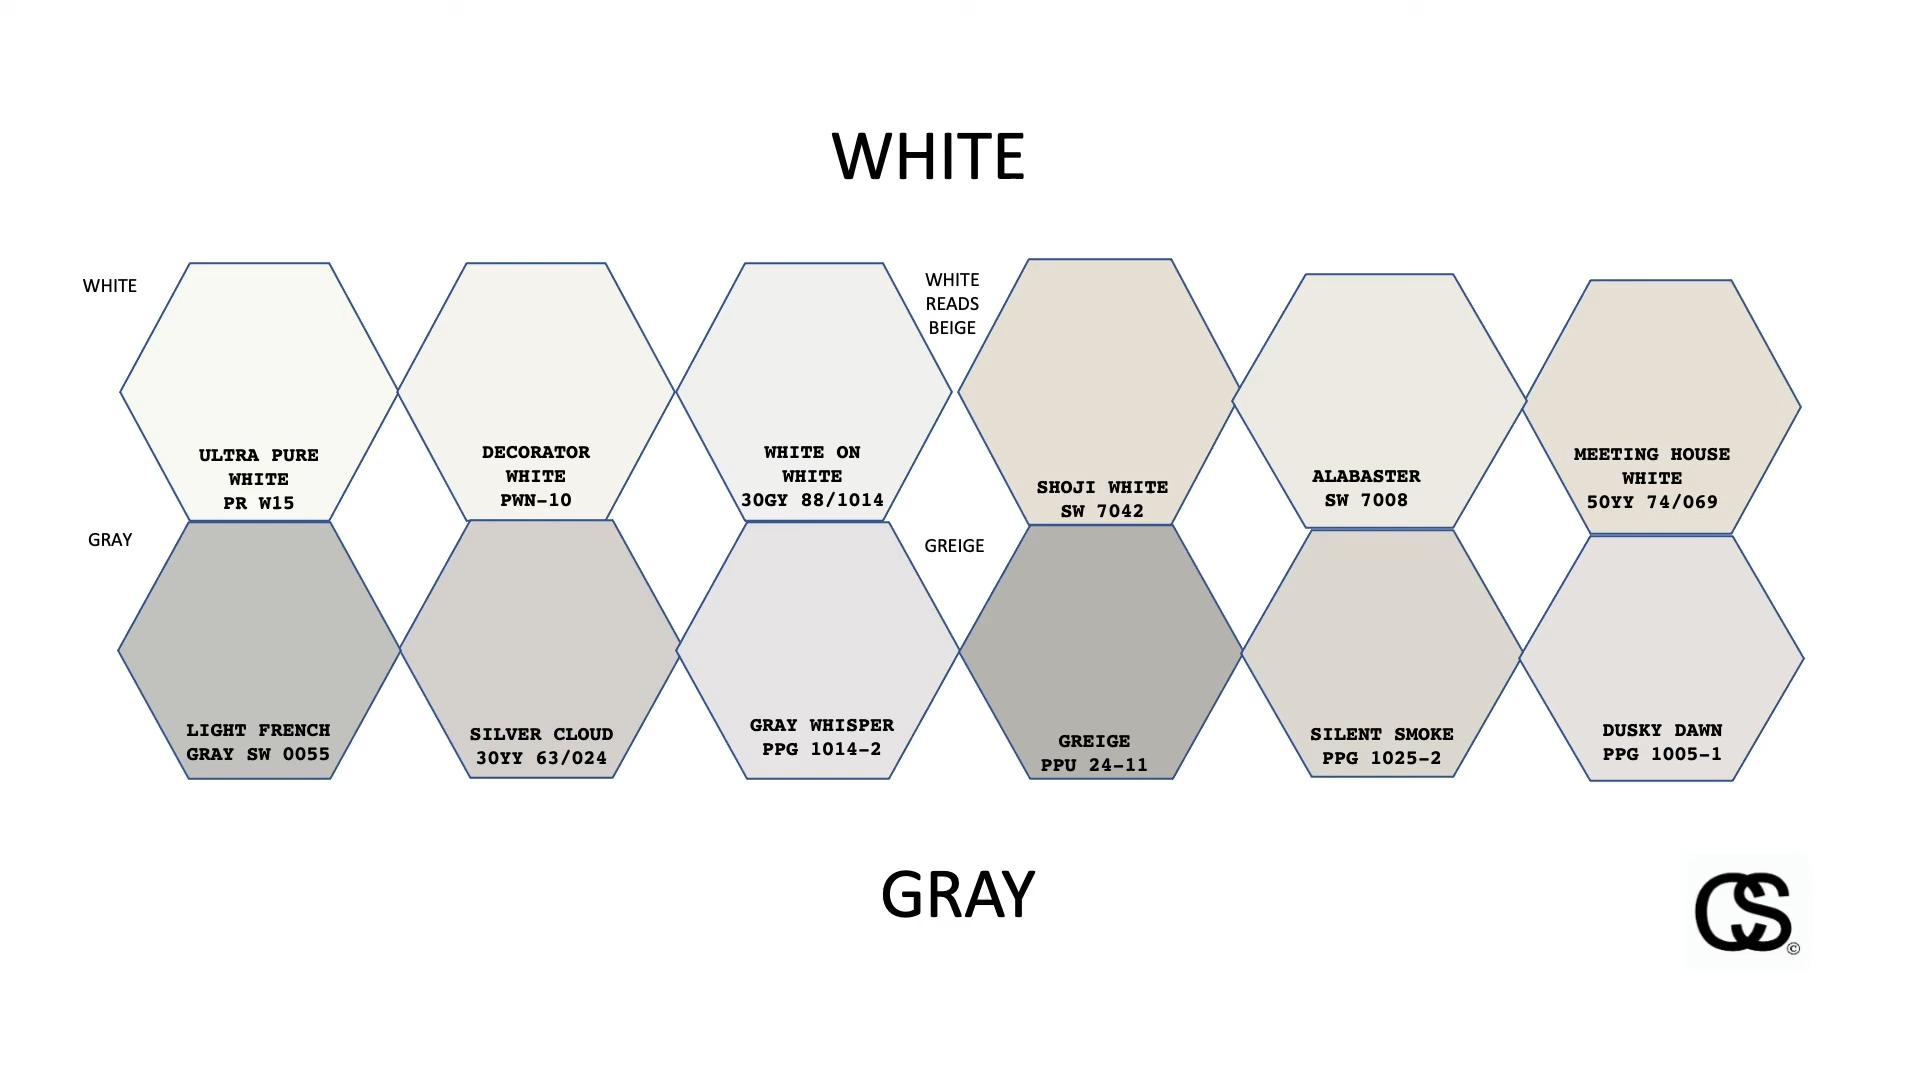 WHITE
WHITE
ULTRA PURE
WHITE
PR W15
DECORATOR
WHITE
PWN-10
WHITE ON
WHITE
30GY 88/1014
WHITE
READS
BEIGE
SHOJI WHITE
SW 7042
ALABASTER
SW 7008
MEETING HOUSE
WHITE
50YY 74/069
GRAY
LIGHT FRENCH
GRAY SW 0055
SILVER CLOUD
30YY 63/024
GRAY WHISPER
PPG 1014-2
GREIGE
GREIGE
PPU 24-11
SILENT SMOKE
PPG 1025-2
DUSKY DAWN
PPG 1005-1
GRAY
CS
©